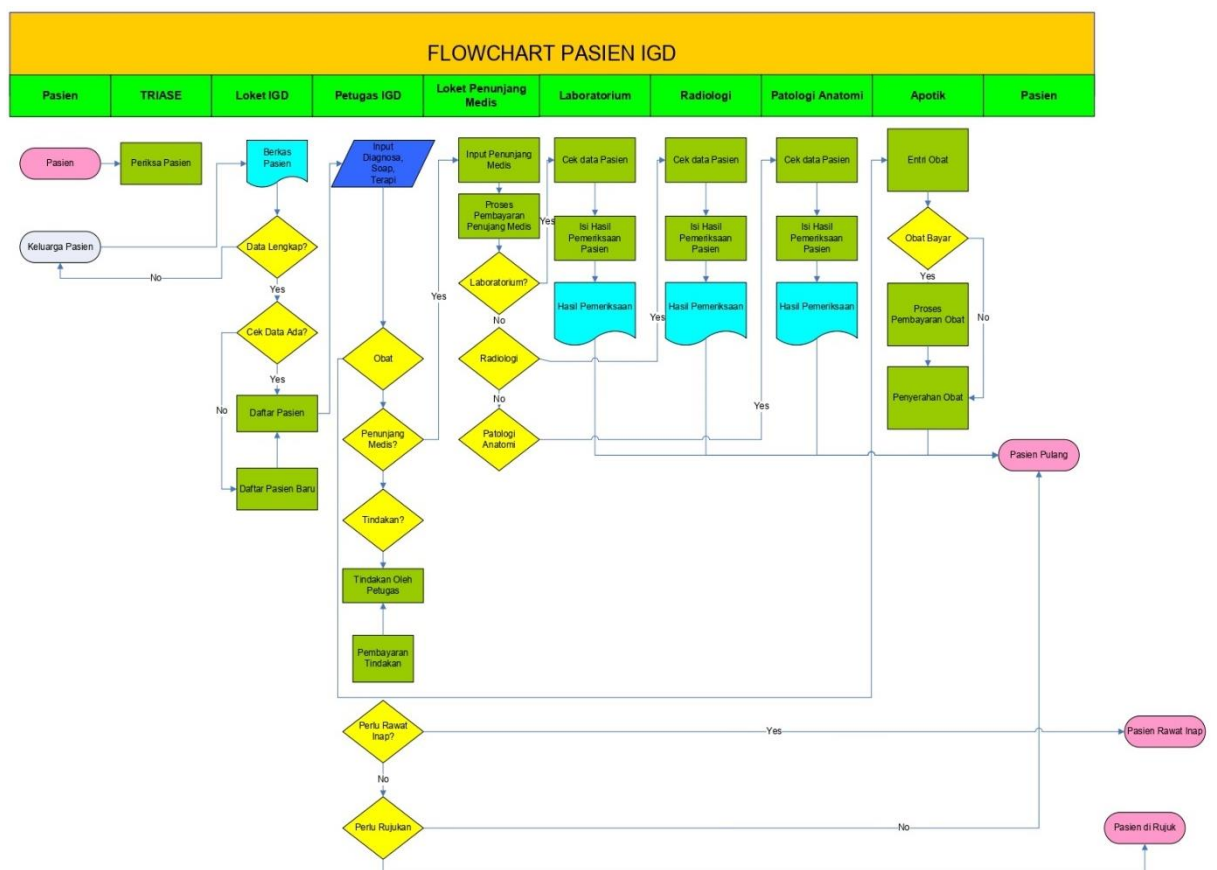 FLOWCHART PASIEN IGD
Pasien
TRIASE
Loket IGD
Petugas IGD
Loket Penunjang
Medis
Laboratorium
Radiologi
Patologi Anatomi
Apotik
Pasien
Pasien
Periksa Pasien
Berkas
Pasien
Input
Diagnosa,
Soap,
Terapi
Input Penunjang
Medis
Cek data Pasien
Cek data Pasien
Cek data Pasien
Entri Obat
Keluarga Pasien
Data Lengkap?
Proses
Pembayaran
Penujang Medis
Yes
Isi Hasil
Pemeriksaan
Pasien
Isi Hasil
Pemeriksaan
Pasien
Isi Hasil
Pemeriksaan
Pasien
Obat Bayar
No
Yes
Laboratorium?
Yes
Yes
Cek Data Ada?
No
Hasil Pemeriksaan
Hasil Pemeriksaan
Yes
Hasil Pemeriksaan
Proses
Pembayaran Obat
No
Obat
Radiologi
Yes
No
No
Daftar Pasien
Yes
Penyerahan Obat
Penunjang
Medis?
Patologi
Anatomi
Pasien Pulang
Daftar Pasien Baru
Tindakan?
Tindakan Oleh
Petugas
Pembayaran
Tindakan
Perlu Rawat
Inap?
Yes
Pasien Rawat Inap
No
Perlu Rujukan
No
Pasien di Rujuk